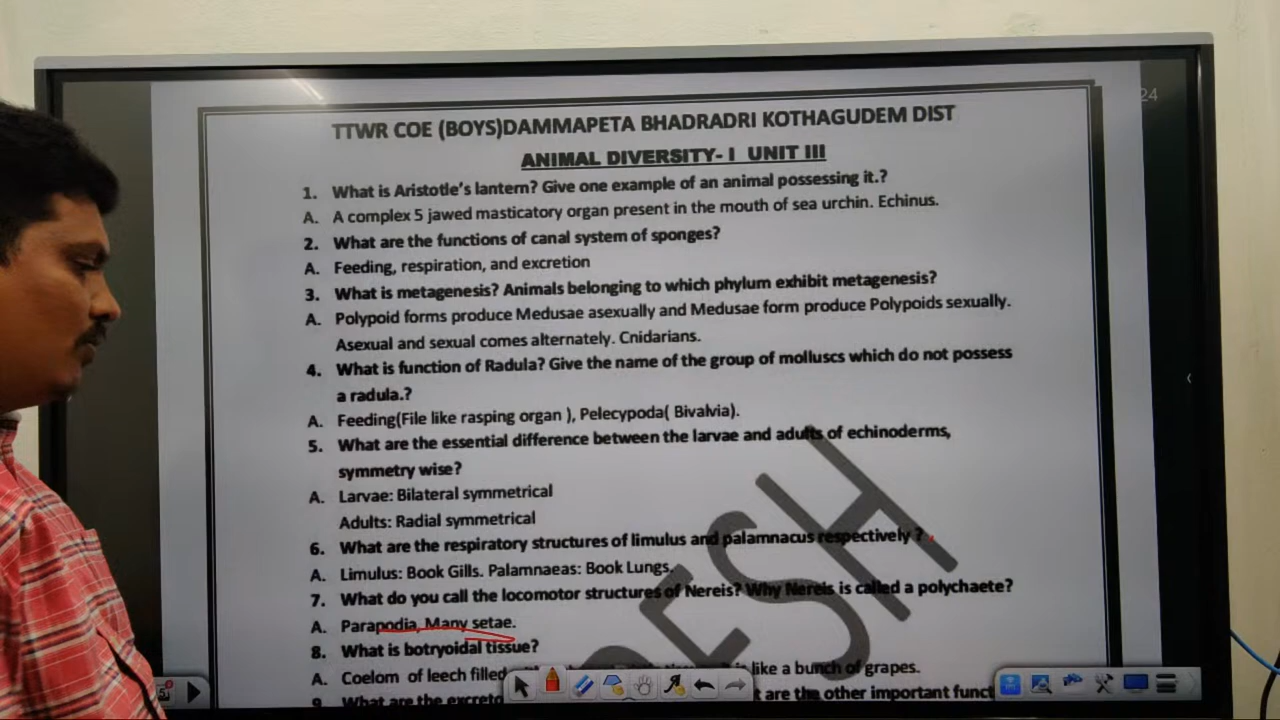 24
TTWR COE (BOYS)DAMMAPETA BHADRADRI KOTHAGUDEM DIST
ANIMAL DIVERSITY- I UNIT III
1. What is Aristotle's lantern? Give one example of an animal possessing it.?
A. A complex 5 jawed masticatory organ present in the mouth of sea urchin. Echinus.
2. What are the functions of canal system of sponges?
A. Feeding, respiration, and excretion
3. What is metagenesis? Animals belonging to which phylum exhibit metagenesis?
A. Polypoid forms produce Medusae asexually and Medusae form produce Polypoids sexually.
Asexual and sexual comes alternately. Cnidarians.
4. What is function of Radula? Give the name of the group of molluscs which do not possess
a radula.?
A. Feeding(File like rasping organ ), Pelecypoda( Bivalvia).
5. What are the essential difference between the larvae and adults of echinoderms,
symmetry wise?
A. Larvae: Bilateral symmetrical
Adults: Radial symmetrical
6. What are the respiratory structures of limulus and palamnacus respectively ?
A. Limulus: Book Gills. Palamnaeas: Book Lungs.
7. What do you call the locomotor structures of Nereis? Why Nereis is called a polychaete?
A. Parapodia, Many setae.
8. What is botryoidal tissue?
A. Coelom of leech filled like a bunch of grapes.
9. What are the t are the other important funct
ESH